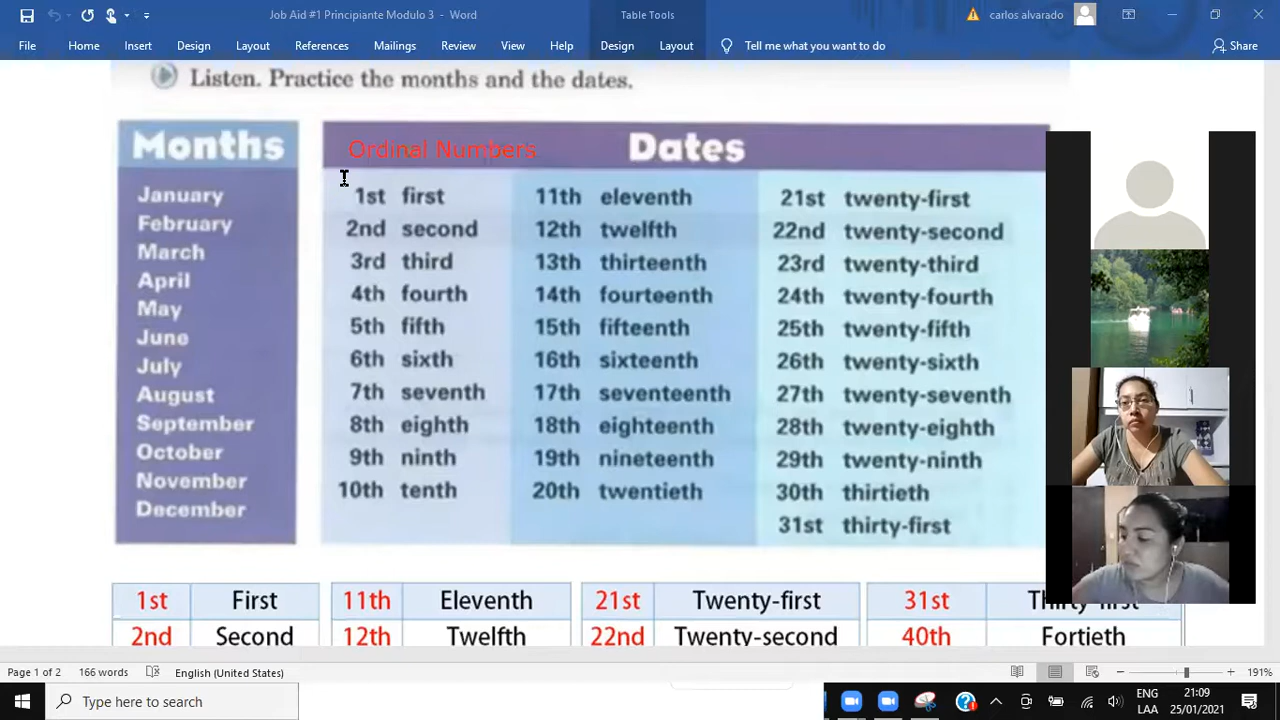 Job Aid #1 Principiante Modulo 3 - Word
Table Tools
carlos alvarado
File Home Insert Design Layout References Mailings Review View Help Design Layout Tell me what you want to do Share
Listen. Practice the months and the dates.
Months
January
February
March
April
May
June
July
August
September
October
November
December
Ordinal Numbers Dates
1st first 11th eleventh 21st twenty-first
2nd second 12th twelfth 22nd twenty-second
3rd third 13th thirteenth 23rd twenty-third
4th fourth 14th fourteenth 24th twenty-fourth
5th fifth 15th fifteenth 25th twenty-fifth
6th sixth 16th sixteenth 26th twenty-sixth
7th seventh 17th seventeenth 27th twenty-seventh
8th eighth 18th eighteenth 28th twenty-eighth
9th ninth 19th nineteenth 29th twenty-ninth
10th tenth 20th twentieth 30th thirtieth
31st thirty-first
1st First 11th Eleventh 21st Twenty-first 31st Thirty-first
2nd Second 12th Twelfth 22nd Twenty-second 40th Fortieth
Page 1 of 2 166 words English (United States) 191%
Type here to search
ENG 21:09
LAA 25/01/2021